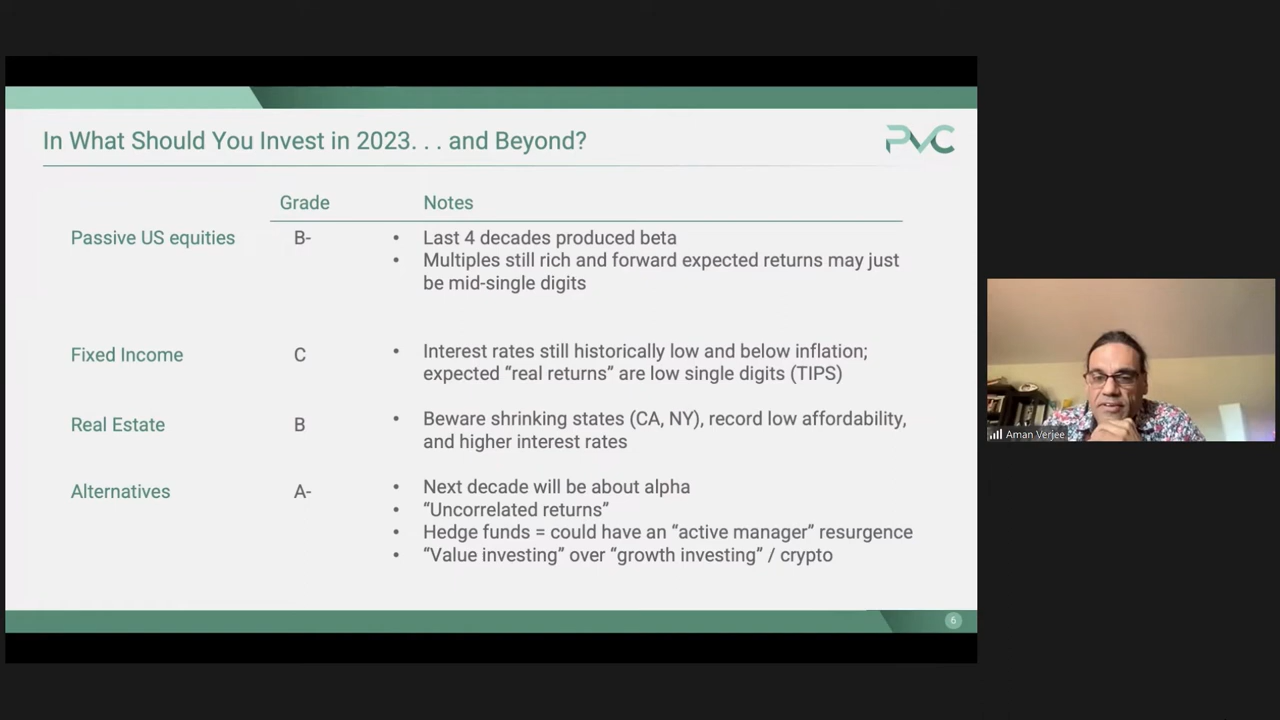 In What Should You Invest in 2023. . . and Beyond?
PVC
Grade Notes
Passive US equities B- • Last 4 decades produced beta
• Multiples still rich and forward expected returns may just
be mid-single digits
Fixed Income C • Interest rates still historically low and below inflation;
expected “real returns” are low single digits (TIPS)
Real Estate B • Beware shrinking states (CA, NY), record low affordability,
and higher interest rates
Alternatives A- • Next decade will be about alpha
• “Uncorrelated returns”
• Hedge funds = could have an “active manager” resurgence
• “Value investing” over “growth investing” / crypto
6
Aman Verjee